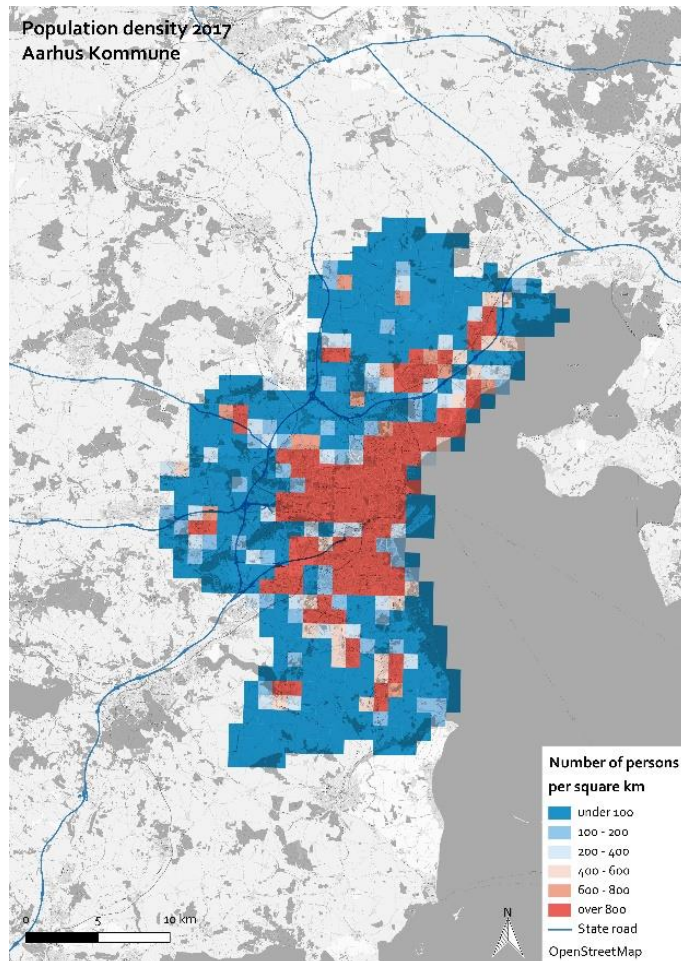 Population density 2017
Aarhus Kommune
Number of persons
per square km
under 100
100 - 200
200 - 400
400 - 600
600 - 800
over 800
State road
OpenStreetMap
0 5 10 km
N